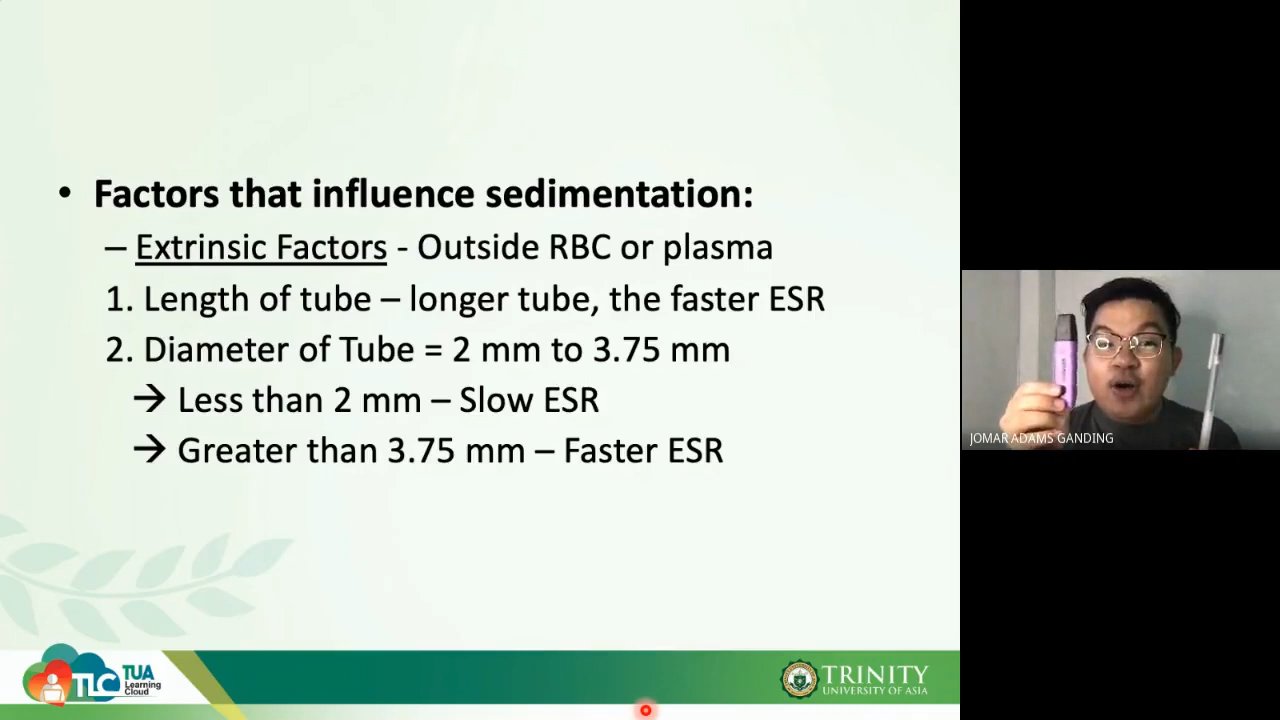 • Factors that influence sedimentation:
– Extrinsic Factors - Outside RBC or plasma
1. Length of tube – longer tube, the faster ESR
2. Diameter of Tube = 2 mm to 3.75 mm
→ Less than 2 mm – Slow ESR
→ Greater than 3.75 mm – Faster ESR
JOMAR ADAMS GANDING
TLC
TUA
Learning
Cloud
TRINITY
UNIVERSITY OF ASIA